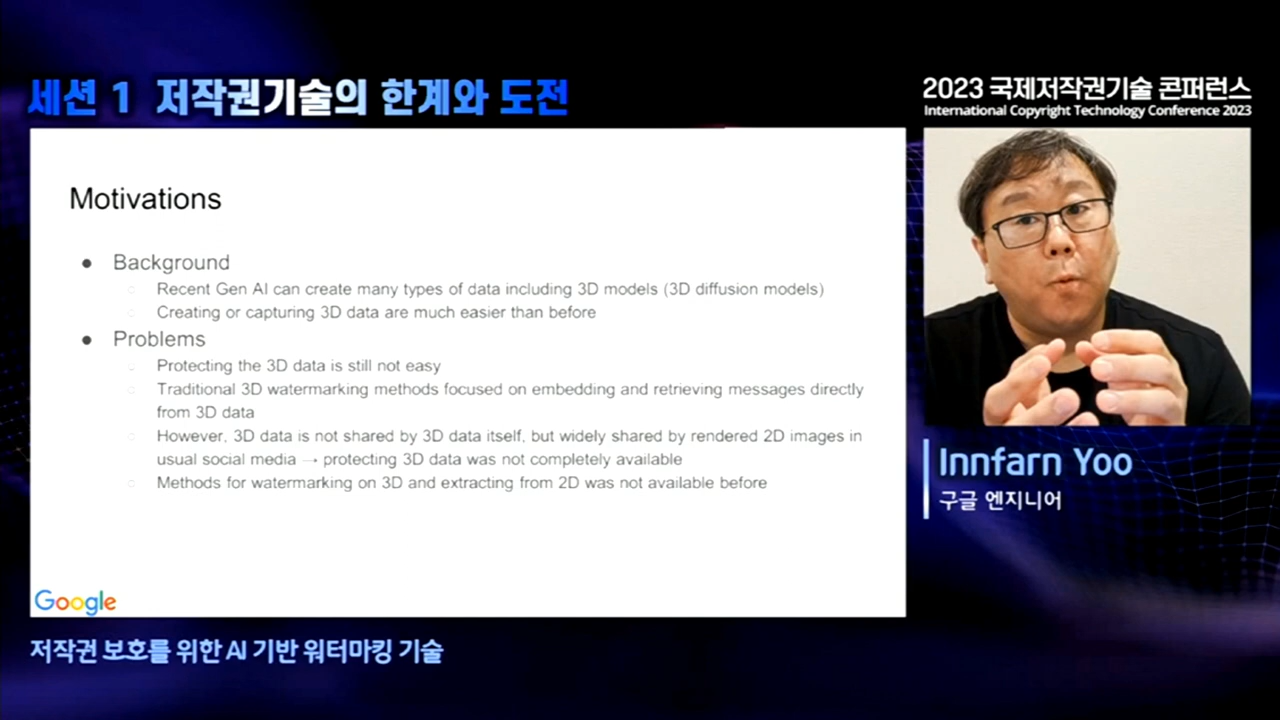 세션 1 저작권기술의 한계와 도전
2023 국제저작권기술 콘퍼런스
International Copyright Technology Conference 2023
Motivations
Background
Recent Gen AI can create many types of data including 3D models (3D diffusion models)
Creating or capturing 3D data are much easier than before
Problems
Protecting the 3D data is still not easy
Traditional 3D watermarking methods focused on embedding and retrieving messages directly
from 3D data
However, 3D data is not shared by 3D data itself, but widely shared by rendered 2D images in
usual social media → protecting 3D data was not completely available
Methods for watermarking on 3D and extracting from 2D was not available before
Google
Innfarn Yoo
구글 엔지니어
저작권 보호를 위한 AI 기반 워터마킹 기술